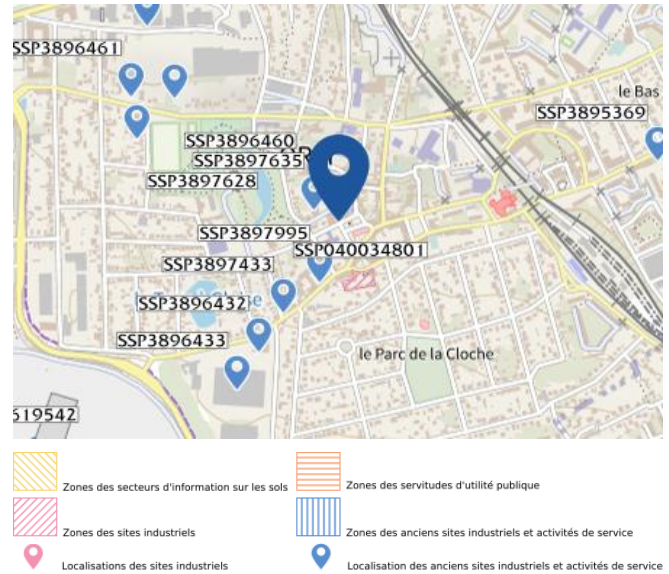 SSP3896461
le Bas
SSP3895369
SSP3896460
SSP3897635
SSP3897628
SSP3897995
SSP040034801
SSP3897433
SSP3896432
SSP3896433
le Parc de la Cloche
619542
Zones des secteurs d'information sur les sols
Zones des servitudes d'utilité publique
Zones des sites industriels
Zones des anciens sites industriels et activités de service
Localisations des sites industriels
Localisation des anciens sites industriels et activités de service